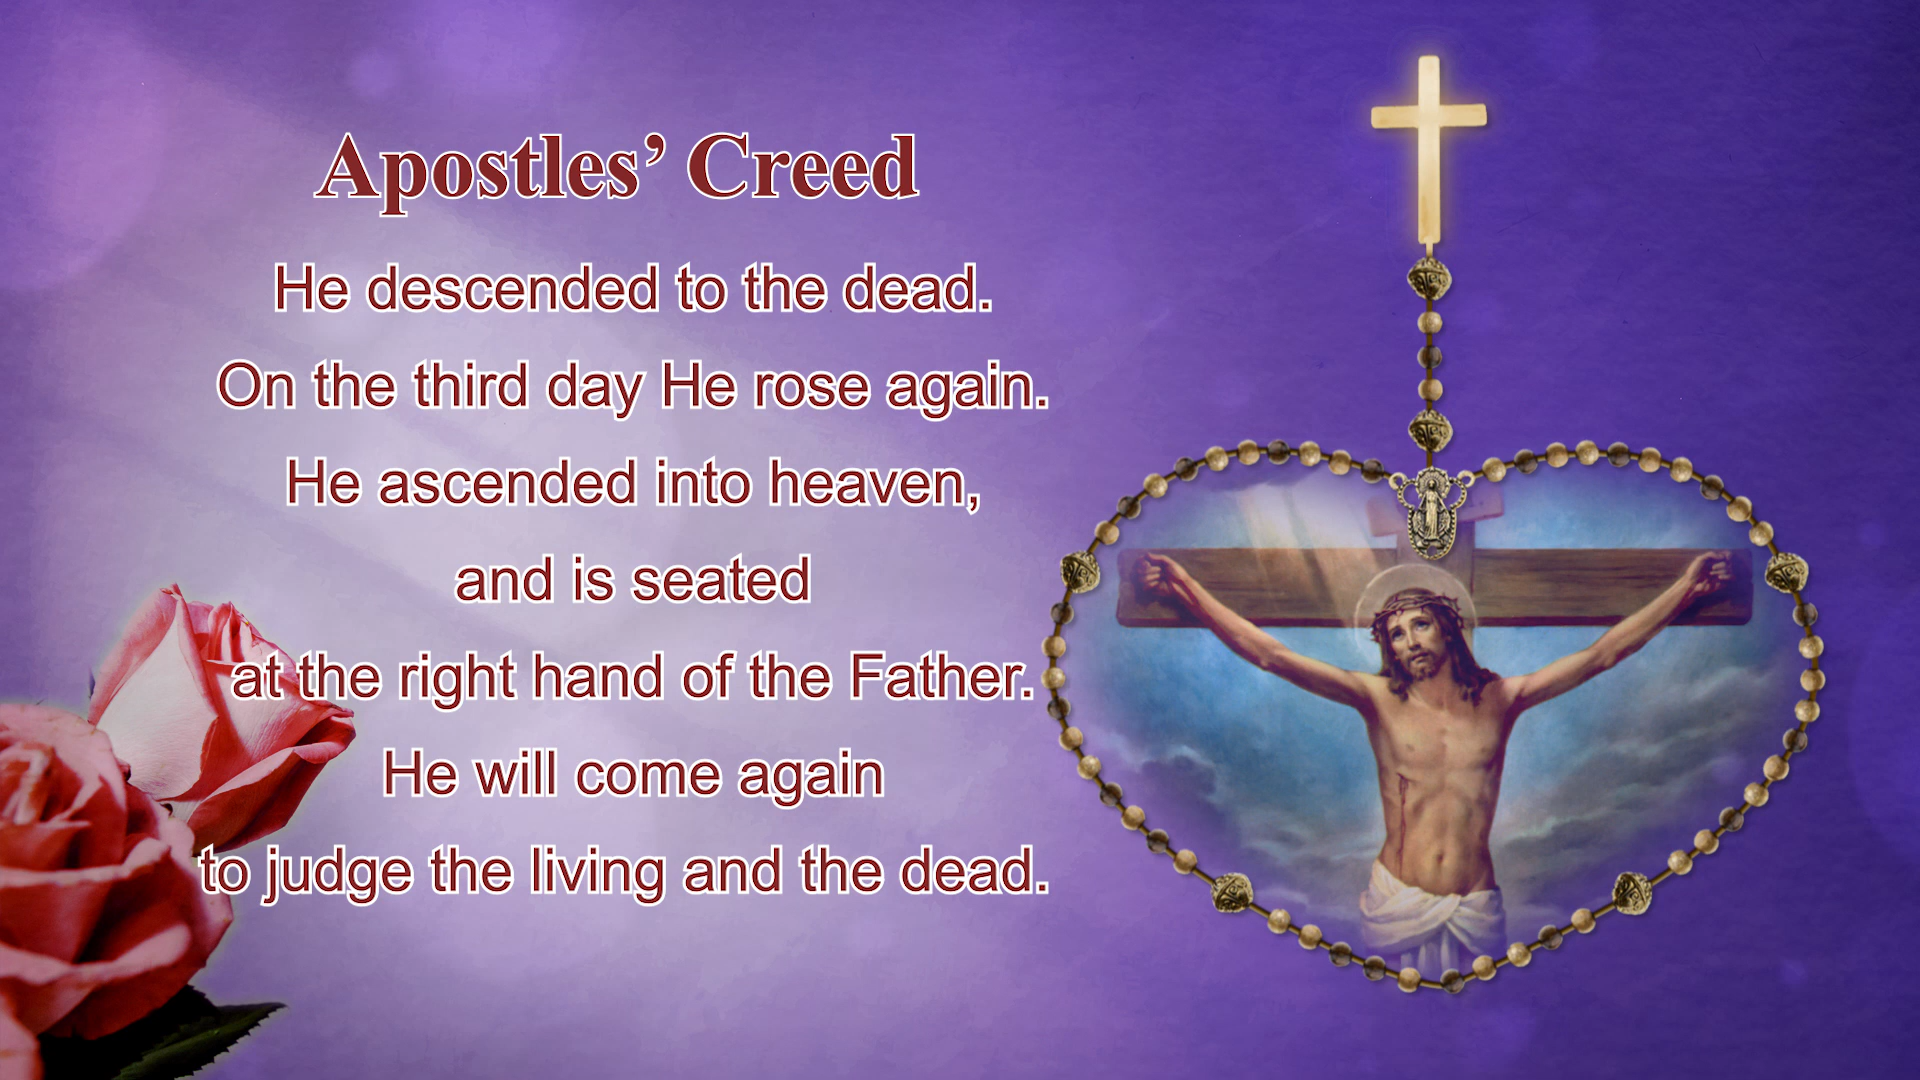 Apostles’ Creed
He descended to the dead.
On the third day He rose again.
He ascended into heaven,
and is seated
at the right hand of the Father.
He will come again
to judge the living and the dead.